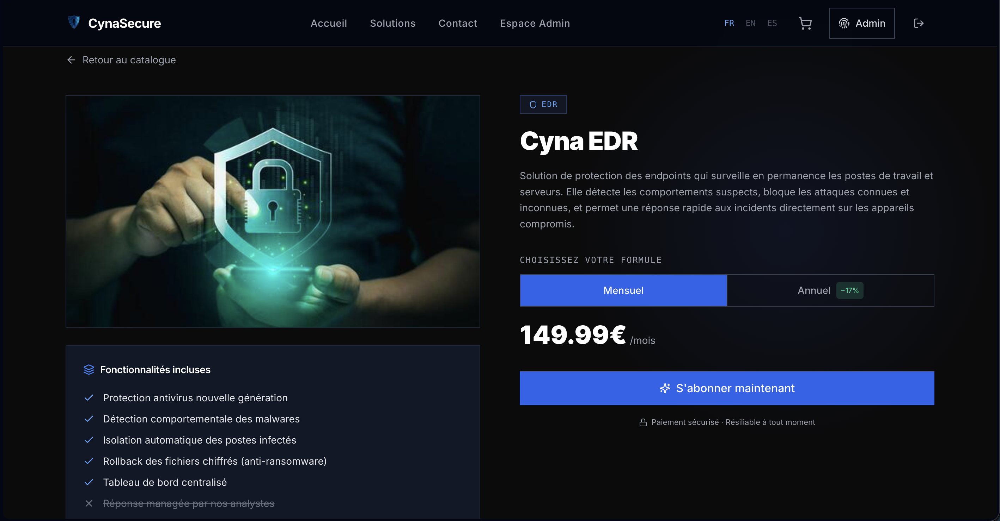 CynaSecure
Accueil
Solutions
Contact
Espace Admin
FR
EN
ES
Admin
Retour au catalogue
EDR
Cyna EDR
Solution de protection des endpoints qui surveille en permanence les postes de travail et
serveurs. Elle détecte les comportements suspects, bloque les attaques connues et
inconnues, et permet une réponse rapide aux incidents directement sur les appareils
compromis.
CHOISISSEZ VOTRE FORMULE
Mensuel
Annuel
−17%
149.99€ /mois
S'abonner maintenant
Paiement sécurisé · Résiliable à tout moment
Fonctionnalités incluses
Protection antivirus nouvelle génération
Détection comportementale des malwares
Isolation automatique des postes infectés
Rollback des fichiers chiffrés (anti-ransomware)
Tableau de bord centralisé
Réponse managée par nos analystes